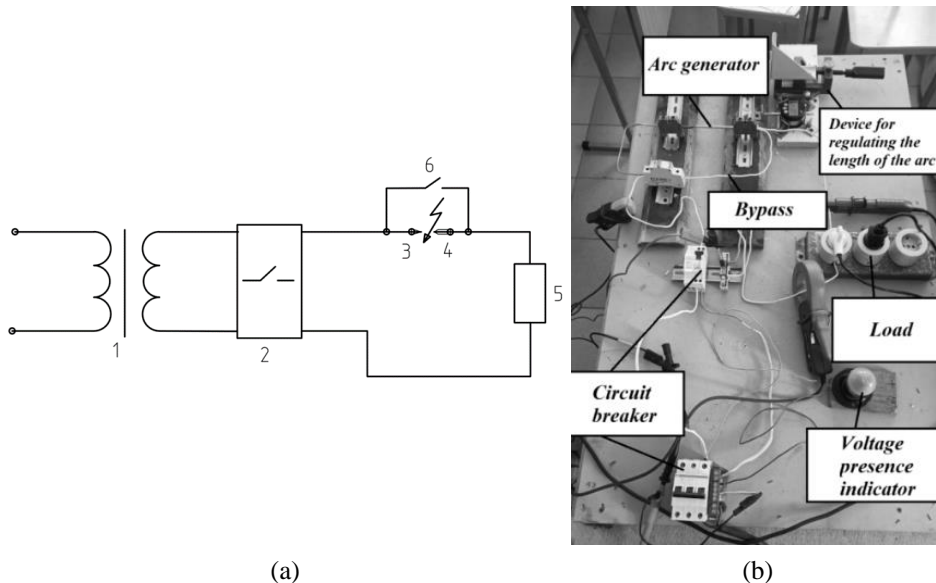 1
2
3
4
5
6
Arc generator
Device for
regulating the
length of the arc
Bypass
Load
Circuit
breaker
Voltage
presence
indicator
(a)
(b)